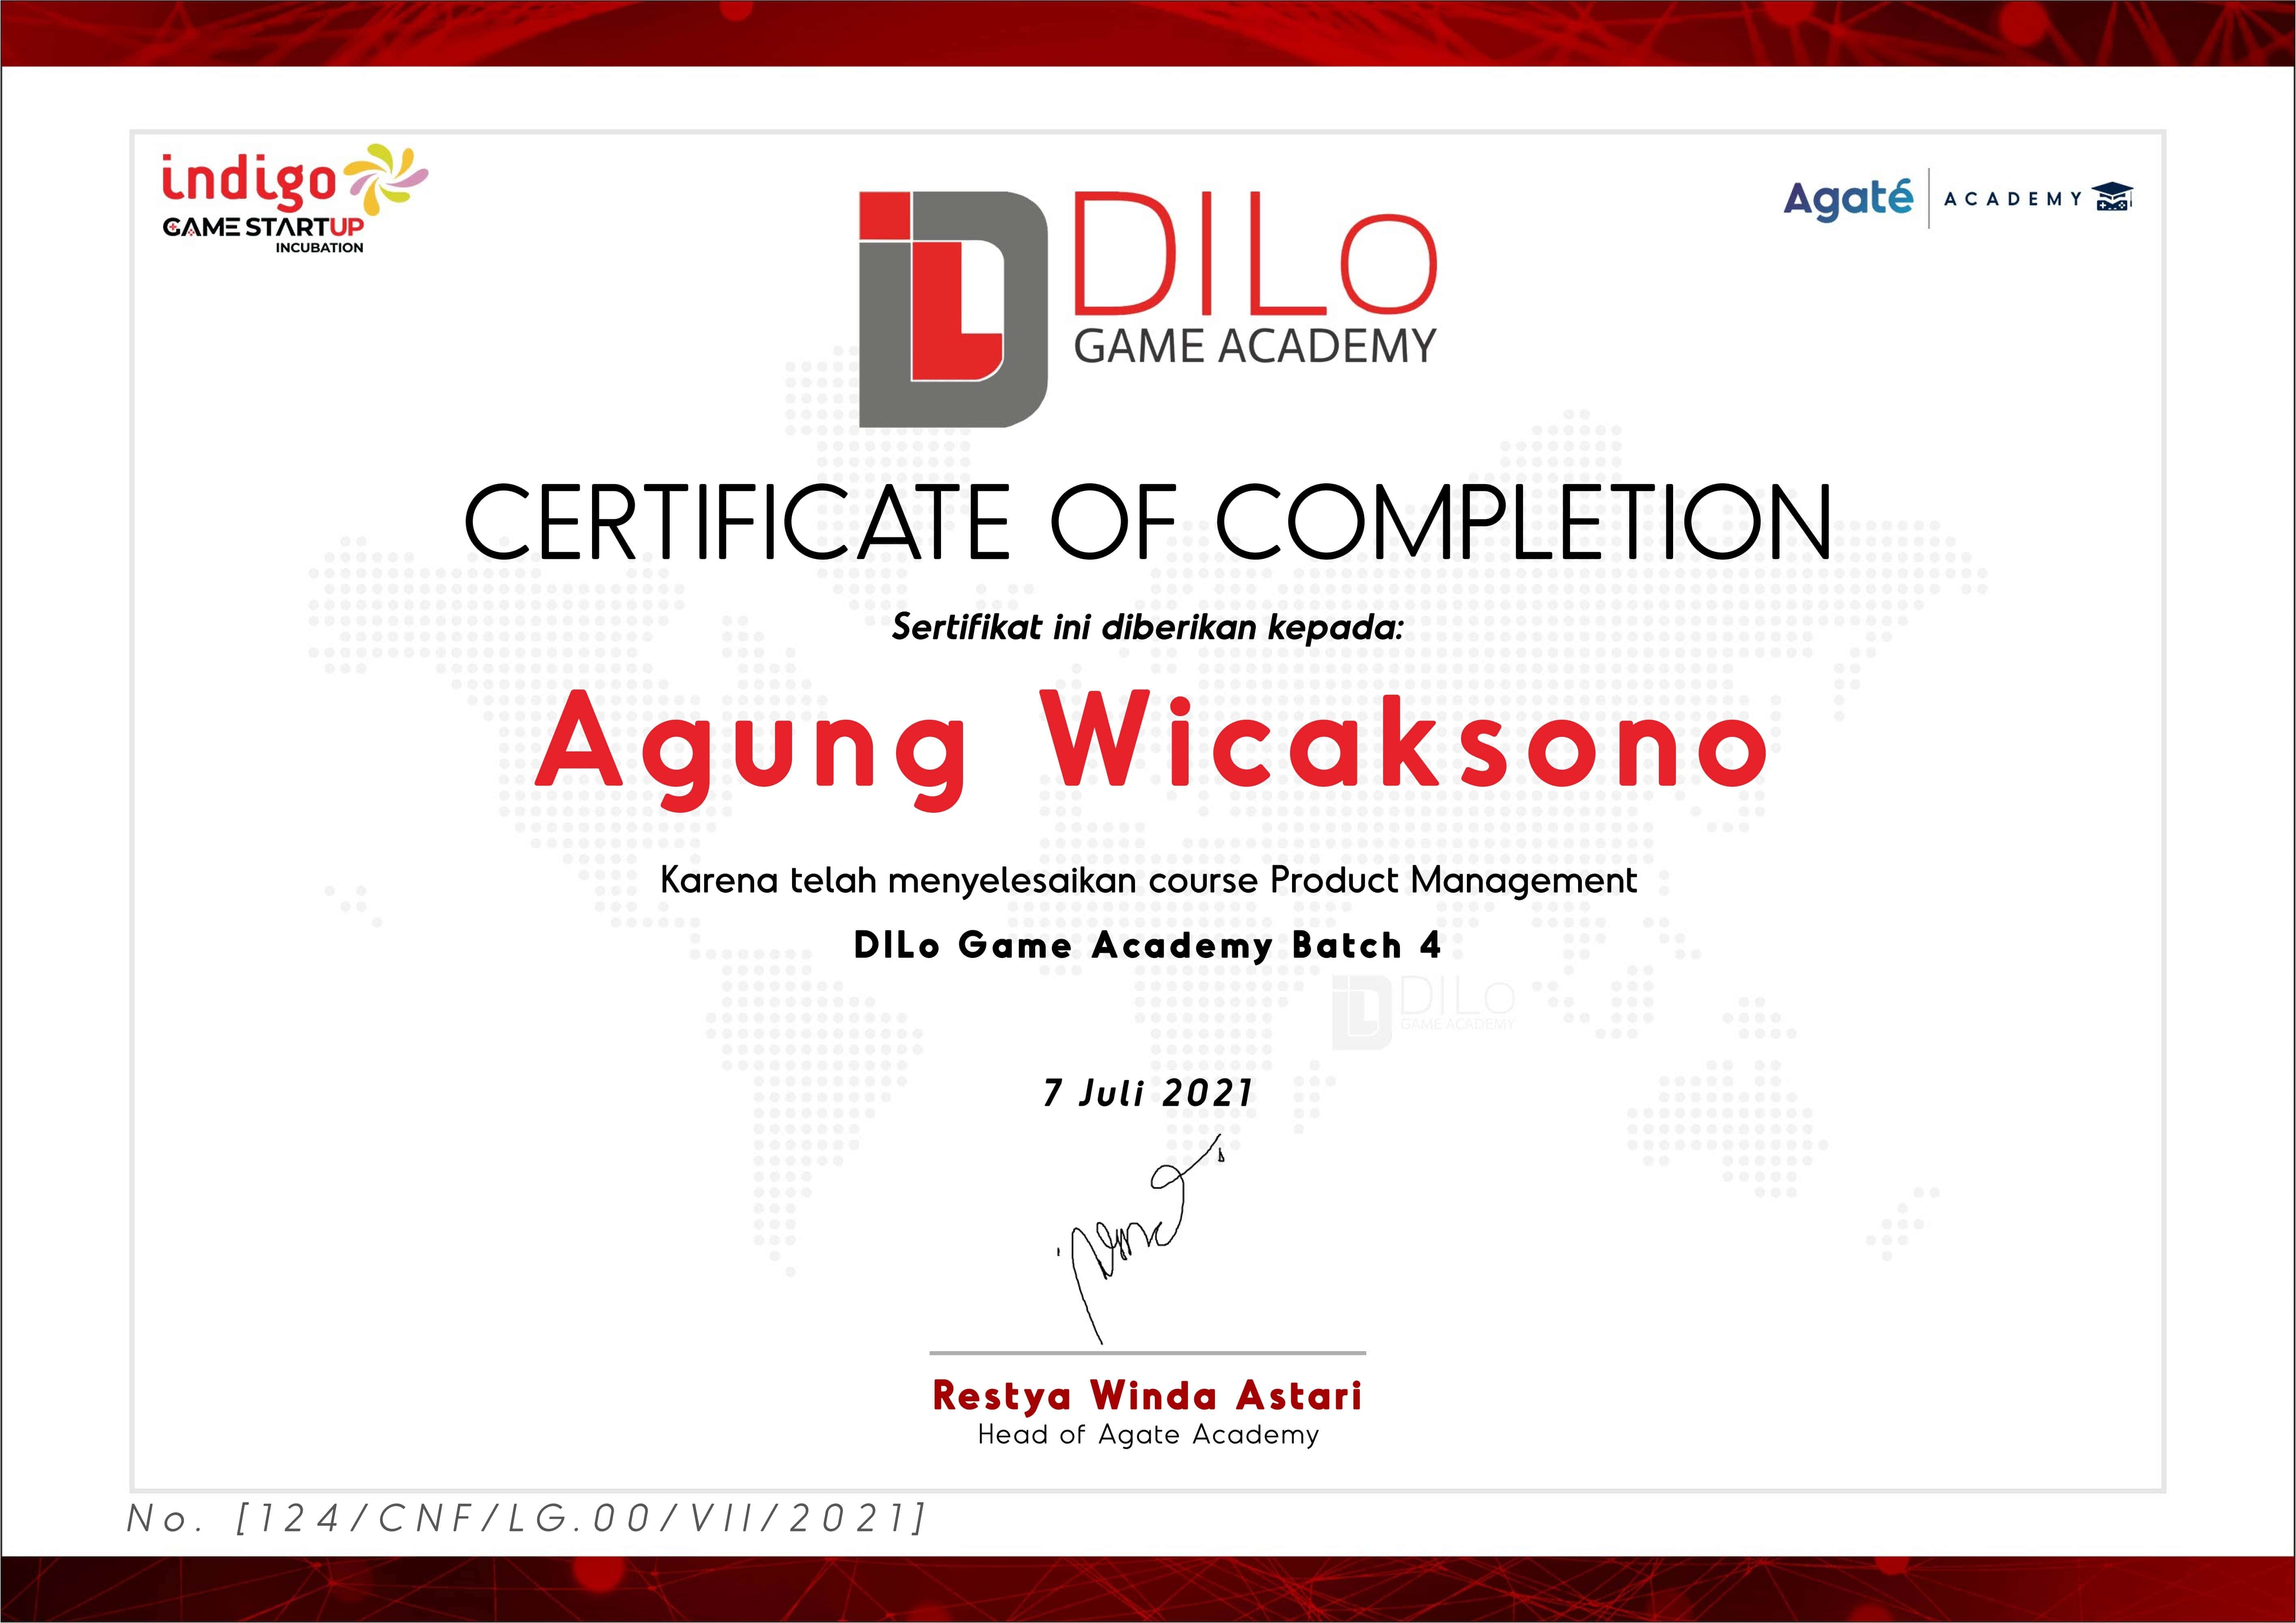 indigo
GAME STARTUP
INCUBATION
DILo
GAME ACADEMY
Agaté ACADEMY
CERTIFICATE OF COMPLETION
Sertifikat ini diberikan kepada:
Agung Wicaksono
Karena telah menyelesaikan course Product Management
DILo Game Academy Batch 4
DILo
GAME ACADEMY
7 Juli 2021
Restya Winda Astari
Head of Agate Academy
No. [124/CNF/LG.00/VII/2021]